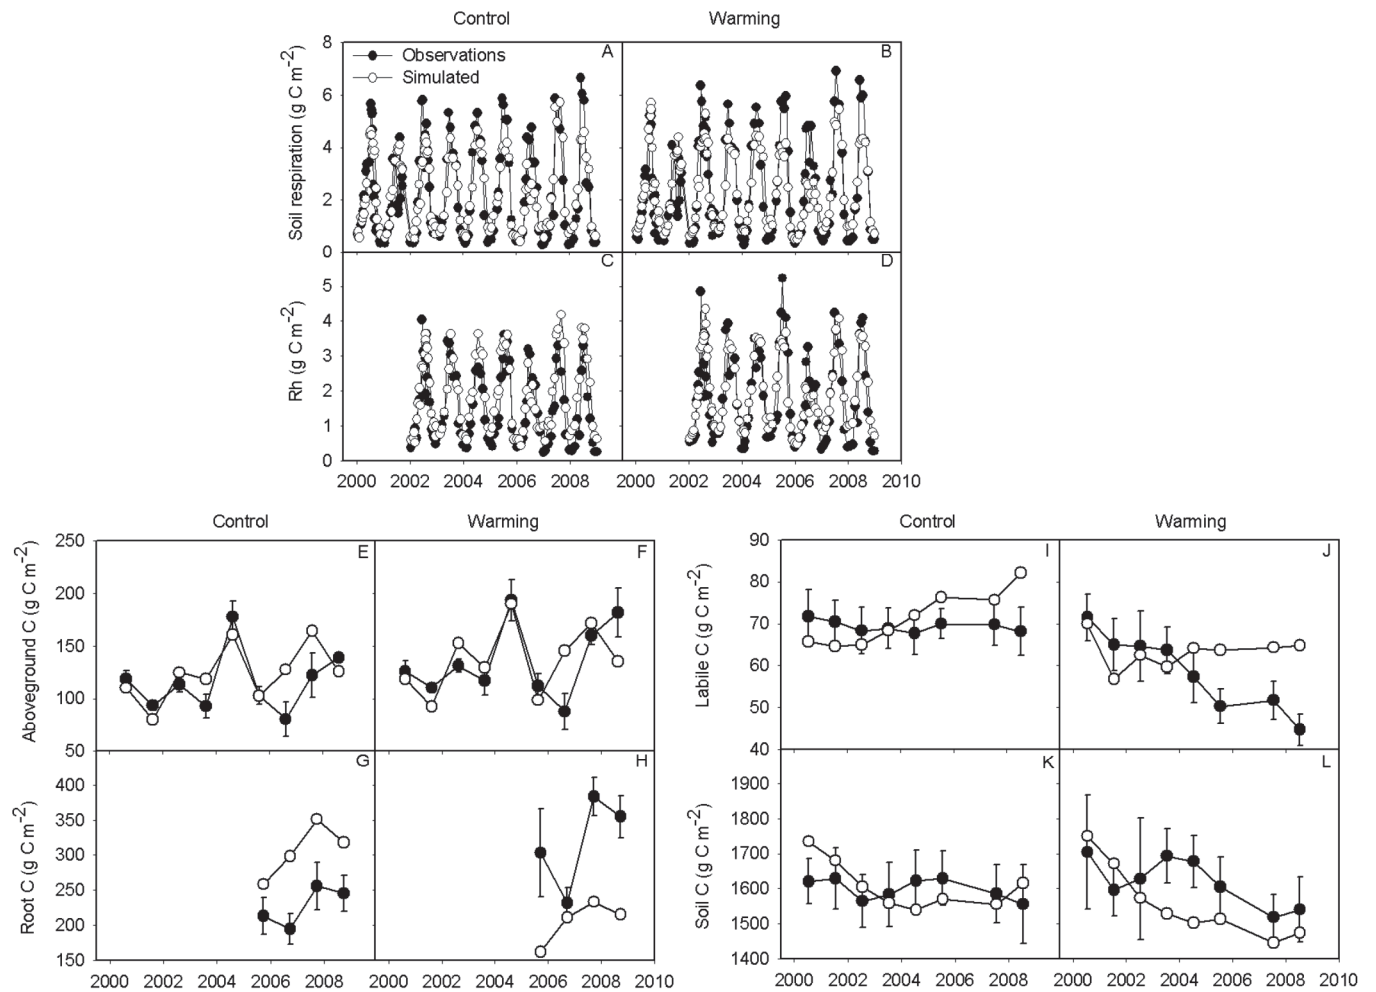 Control Warming
8 A B
Observations
Simulated
6
4
2
0
Soil respiration (g C m-2)
C D
5
4
3
2
1
0
Rh (g C m-2)
2000 2002 2004 2006 2008 2000 2002 2004 2006 2008 2010
Control Warming
250 E F
200
150
100
50
Aboveground C (g C m-2)
G H
400
350
300
250
200
150
Root C (g C m-2)
2000 2002 2004 2006 2008 2000 2002 2004 2006 2008 2010
Control Warming
90 I J
80
70
60
50
40
Labile C (g C m-2)
K L
1900
1800
1700
1600
1500
1400
Soil C (g C m-2)
2000 2002 2004 2006 2008 2000 2002 2004 2006 2008 2010